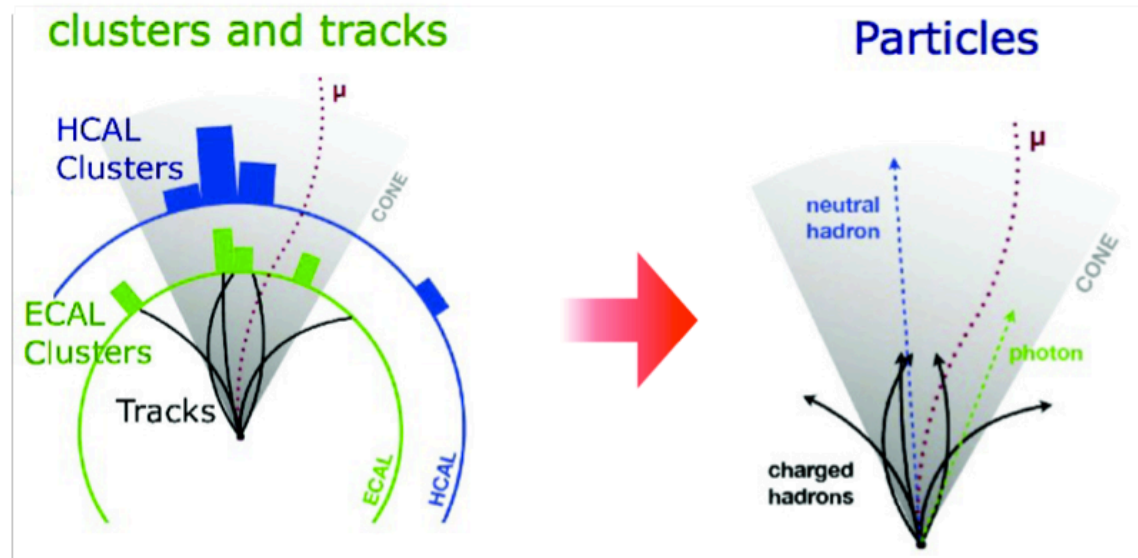 clusters and tracks
μ
HCAL
Clusters
CONE
ECAL
Clusters
Tracks
ECAL
HCAL
Particles
μ
neutral
hadron
CONE
photon
charged
hadrons